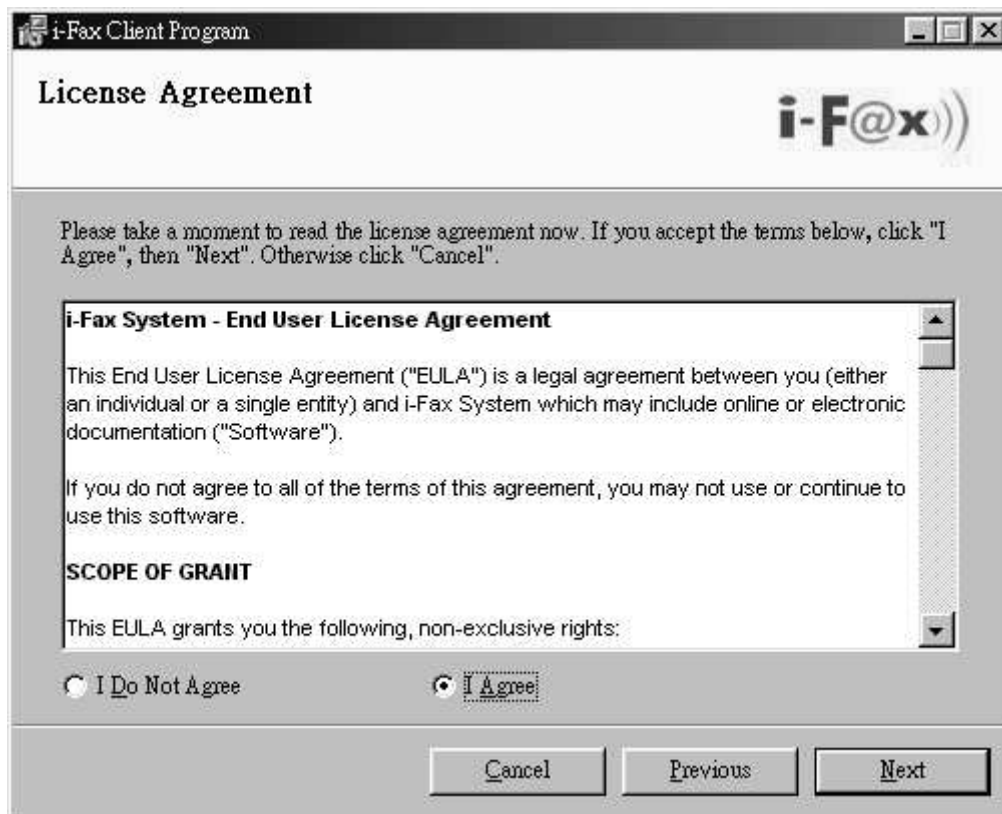 i-Fax Client Program
License Agreement
i-F@x
Please take a moment to read the license agreement now. If you accept the terms below, click "I
Agree", then "Next". Otherwise click "Cancel".
i-Fax System - End User License Agreement
This End User License Agreement ("EULA") is a legal agreement between you (either
an individual or a single entity) and i-Fax System which may include online or electronic
documentation ("Software").
If you do not agree to all of the terms of this agreement, you may not use or continue to
use this software.
SCOPE OF GRANT
This EULA grants you the following, non-exclusive rights:
I Do Not Agree
I Agree
Cancel
Previous
Next